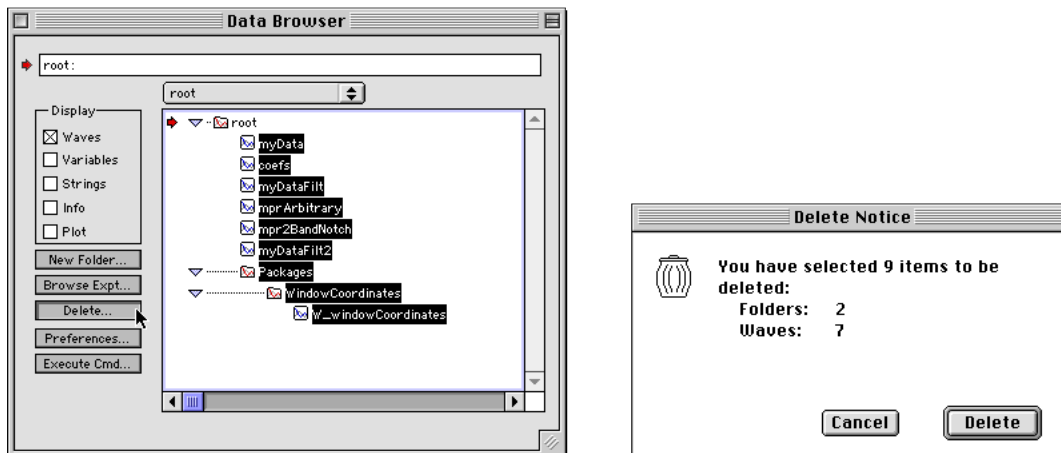 Data Browser
root:
root
Display
Waves
Variables
Strings
Info
Plot
New Folder...
Browse Expt...
Delete...
Preferences...
Execute Cmd...
root
myData
coefs
myDataFilt
mprArbitrary
mpr2BandNotch
myDataFilt2
Packages
WindowCoordinates
W_windowCoordinates
Delete Notice
You have selected 9 items to be
deleted:
Folders: 2
Waves: 7
Cancel
Delete